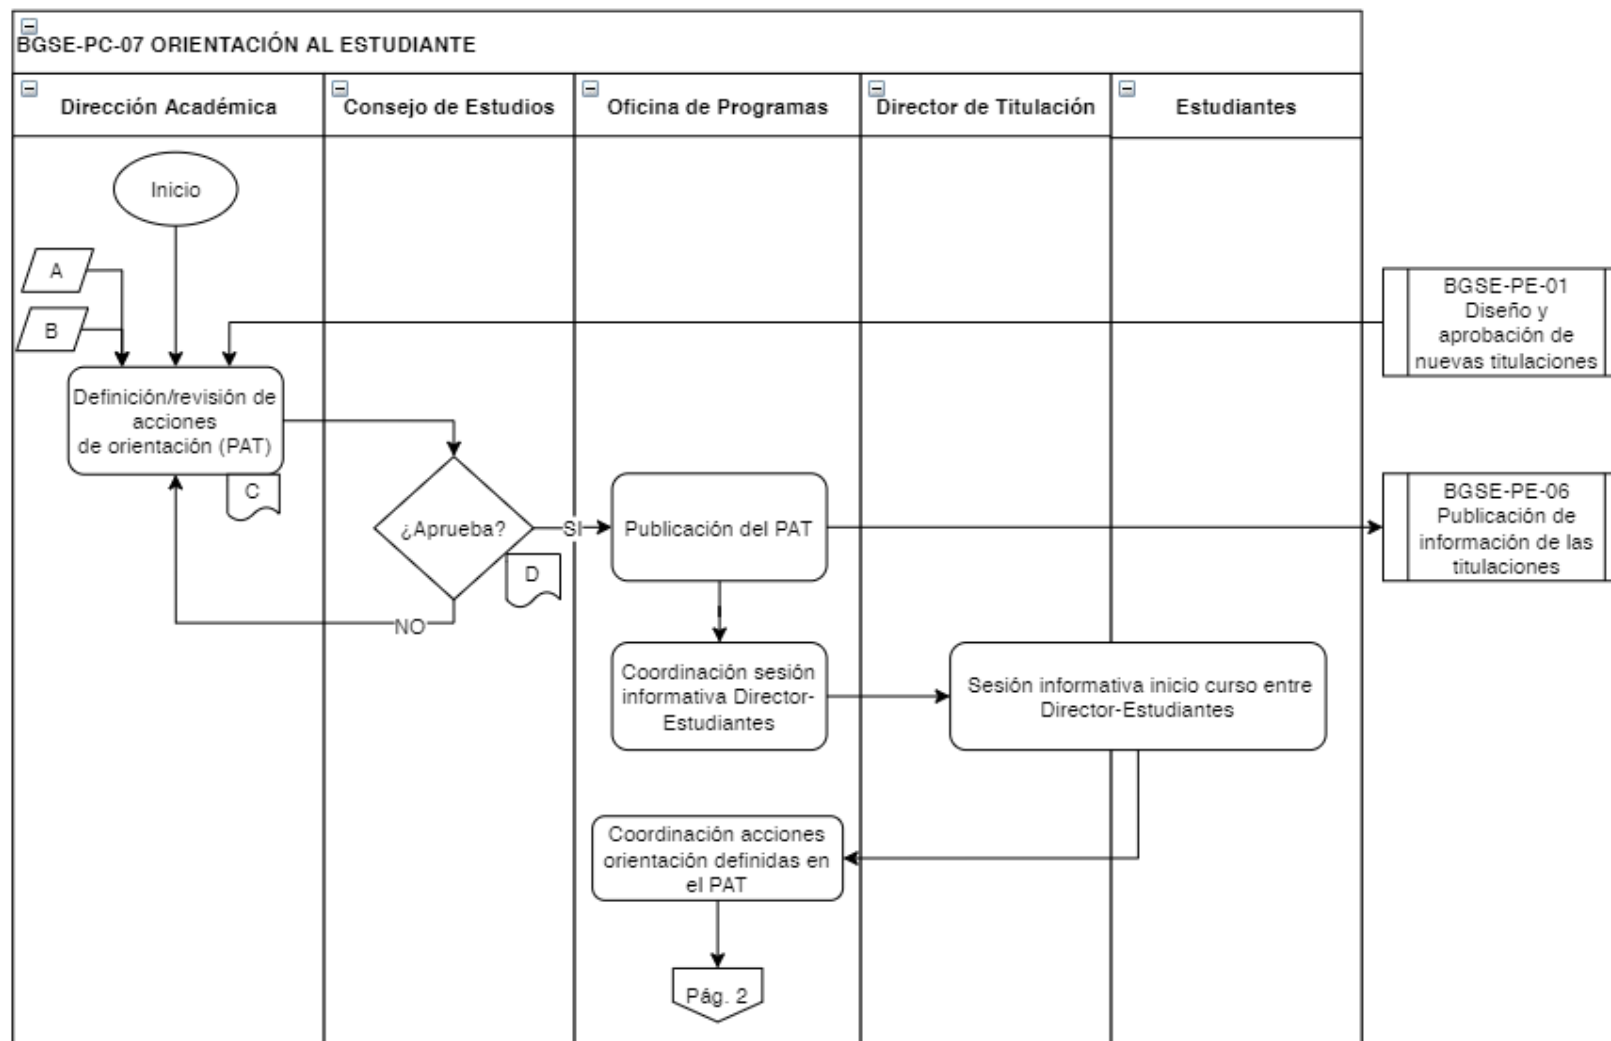 BGSE-PC-07 ORIENTACIÓN AL ESTUDIANTE
Dirección Académica
Consejo de Estudios
Oficina de Programas
Director de Titulación
Estudiantes
Inicio
A
B
BGSE-PE-01
Diseño y
aprobación de
nuevas titulaciones
Definición/revisión de
acciones
de orientación (PAT)
C
¿Aprueba?
SI
D
NO
Publicación del PAT
BGSE-PE-06
Publicación de
información de las
titulaciones
Coordinación sesión
informativa Director-
Estudiantes
Sesión informativa inicio curso entre
Director-Estudiantes
Coordinación acciones
orientación definidas en
el PAT
Pág. 2